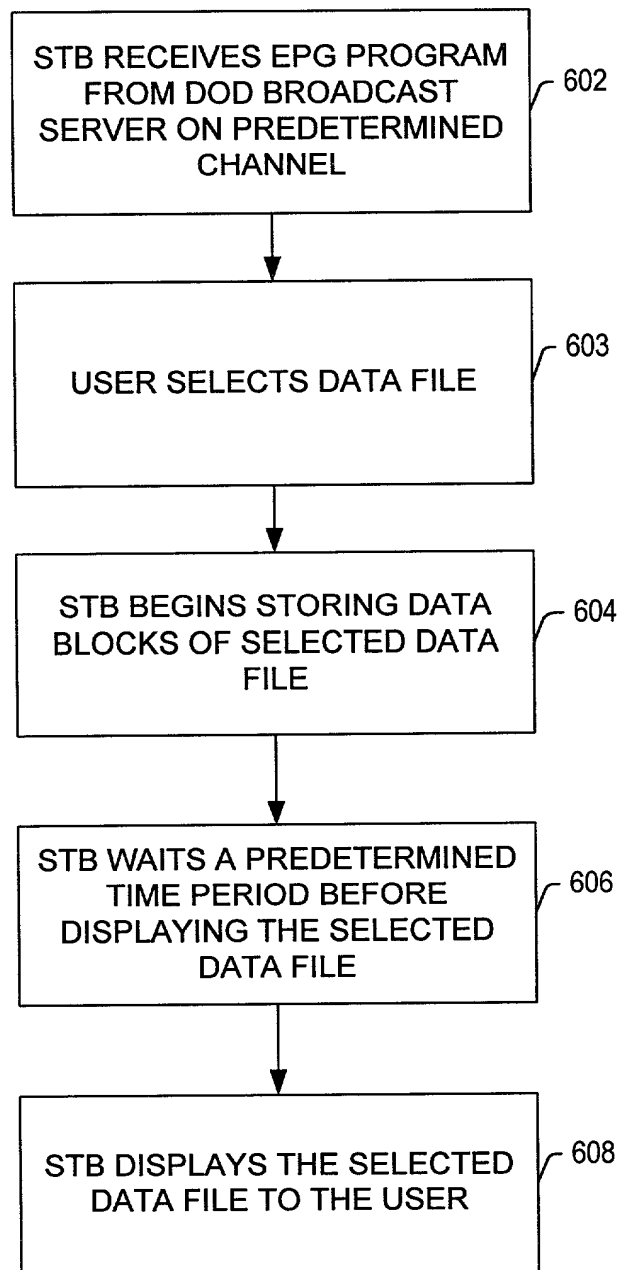 STB RECEIVES EPG PROGRAM
FROM DOD BROADCAST
SERVER ON PREDETERMINED
CHANNEL
602
USER SELECTS DATA FILE
603
STB BEGINS STORING DATA
BLOCKS OF SELECTED DATA
FILE
604
STB WAITS A PREDETERMINED
TIME PERIOD BEFORE
DISPLAYING THE SELECTED
DATA FILE
606
STB DISPLAYS THE SELECTED
DATA FILE TO THE USER
608